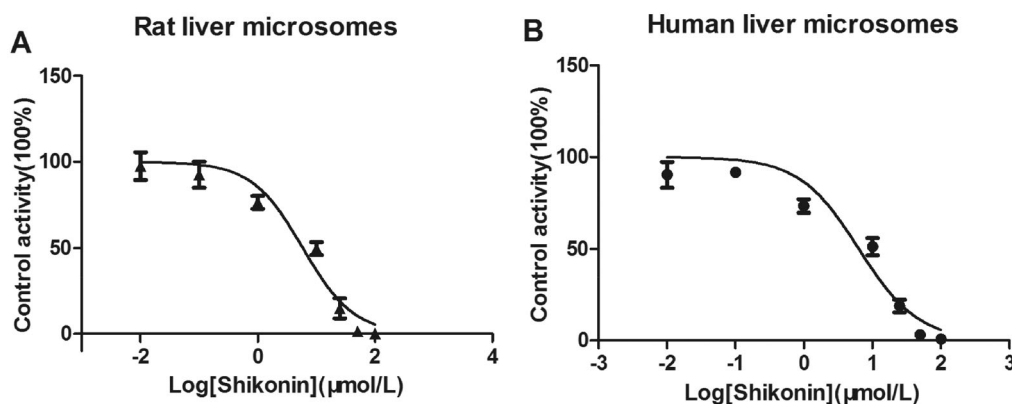 A
Rat liver microsomes
Control activity(100%)
150
100
50
0
-2
0
2
4
Log[Shikonin](μmol/L)
B
Human liver microsomes
Control activity(100%)
150
100
50
0
-3
-2
-1
0
1
2
3
Log[Shikonin](μmol/L)